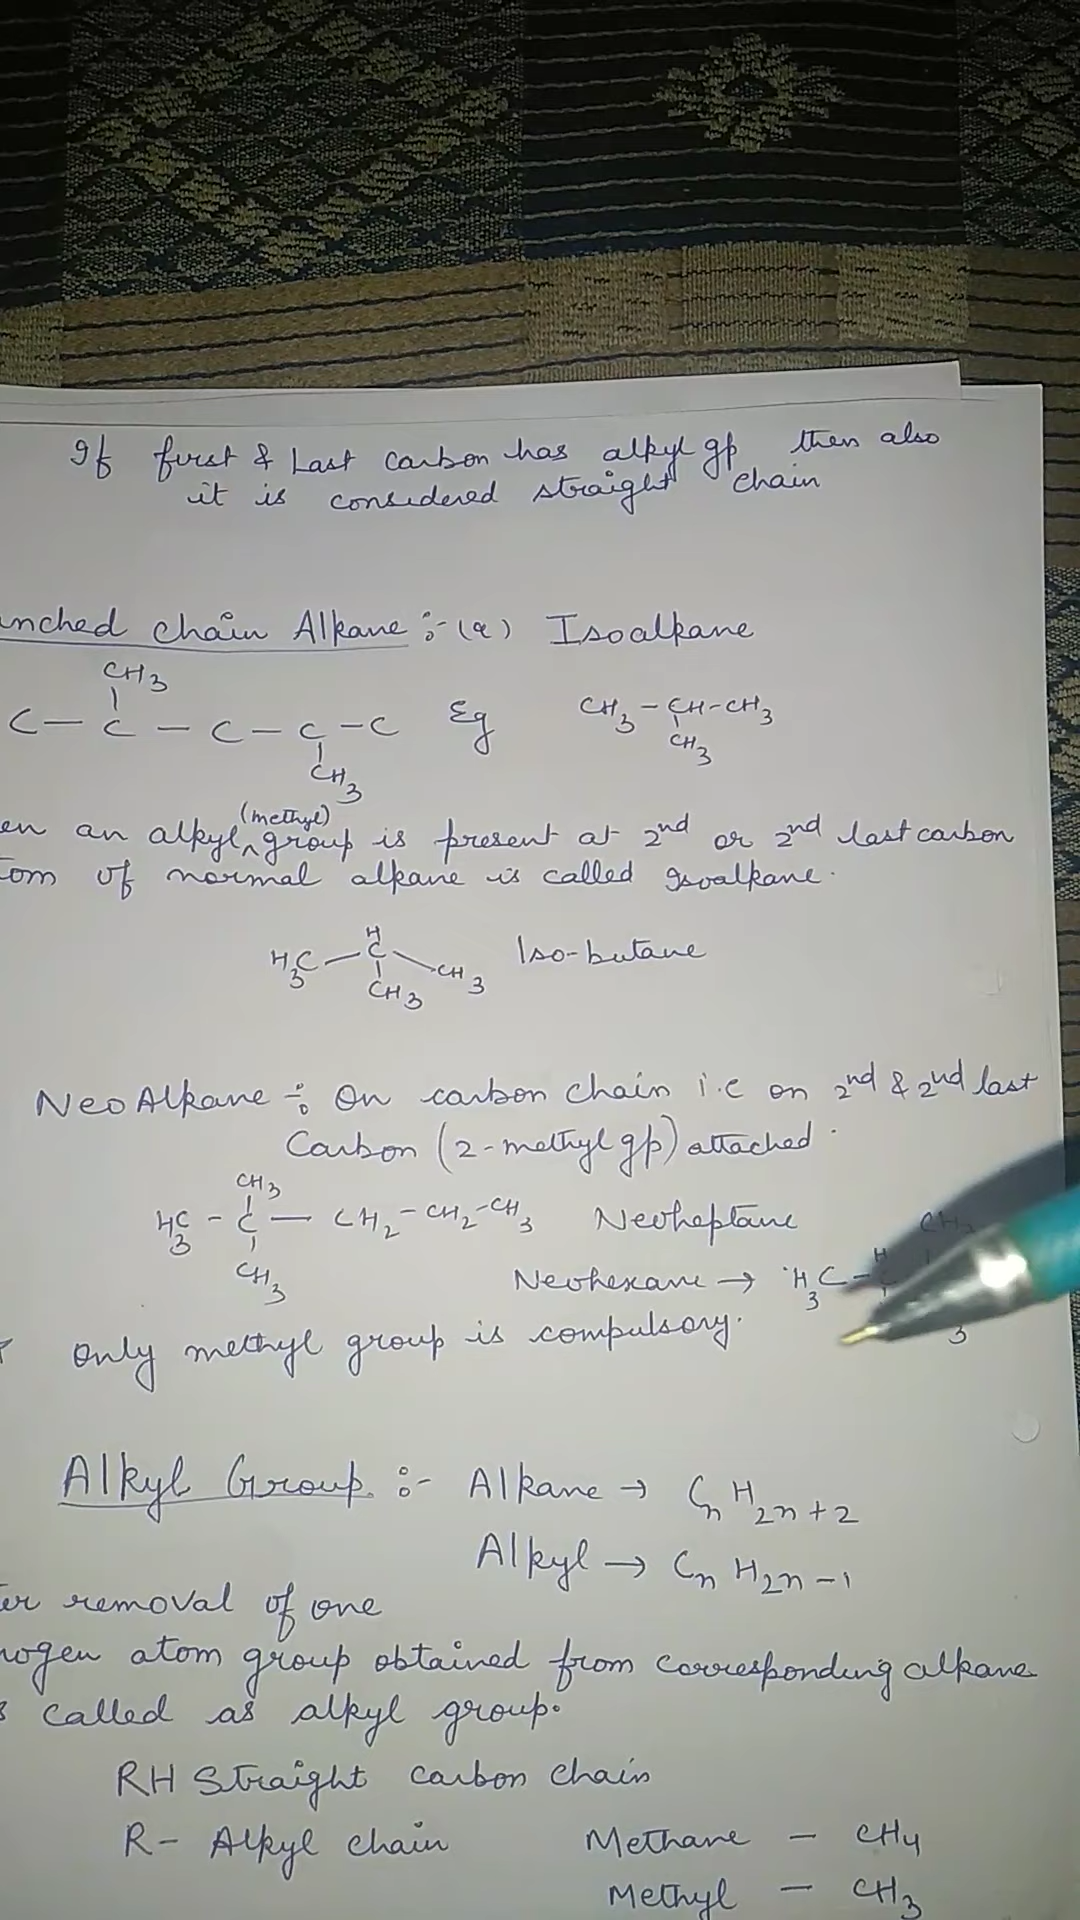 If first & Last carbon has alkyl gp then also
it is considered straight chain
nched chain Alkane :- (a) Isoalkane
CH3
C - C - C - C - C Eg CH3 - CH - CH3
CH3 CH3
(methyl)
en an alkyl ^ group is present at 2nd or 2nd last carbon
tom of normal alkane is called Isoalkane.
H3C - CH - CH3 Iso-butane
CH3
Neo Alkane :- On carbon chain i.e on 2nd & 2nd last
Carbon (2-methyl gp) attached.
CH3
H3C - C - CH2 - CH2 - CH3 Neoheptane
CH3
Neohexane → H3C -
only methyl group is compulsory.
Alkyl Group :- Alkane → CnH2n+2
Alkyl → CnH2n-1
er removal of one
ogen atom group obtained from corresponding alkane
s called as alkyl group.
RH Straight carbon chain
R- Alkyl chain Methane - CH4
Methyl - CH3